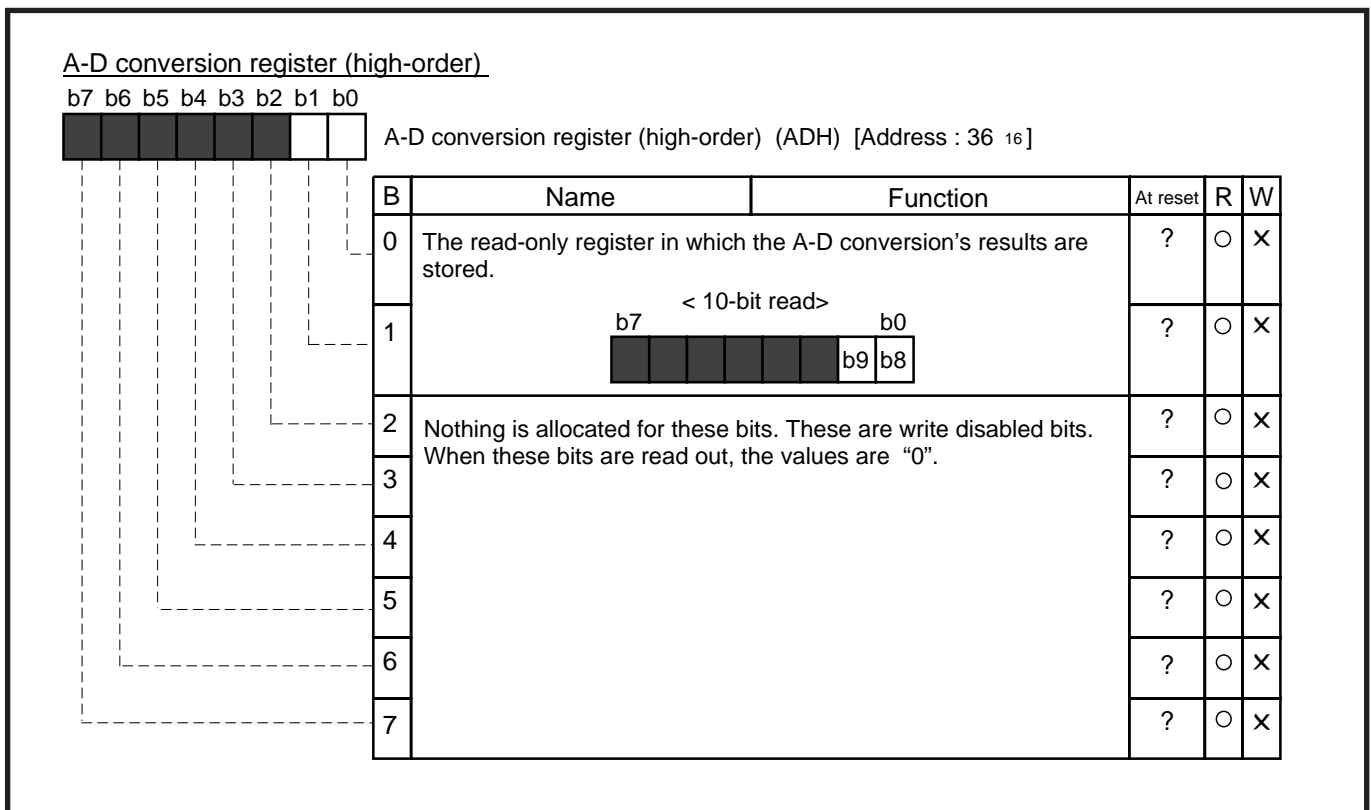 A-D conversion register (high-order)
b7 b6 b5 b4 b3 b2 b1 b0
A-D conversion register (high-order) (ADH) [Address : 36 16]
B Name Function At reset R W
0 The read-only register in which the A-D conversion’s results are ? ○ ×
stored.
< 10-bit read>
b7 b0
1 ? ○ ×
b9 b8
2 Nothing is allocated for these bits. These are write disabled bits. ? ○ ×
When these bits are read out, the values are “0”.
3 ? ○ ×
4 ? ○ ×
5 ? ○ ×
6 ? ○ ×
7 ? ○ ×